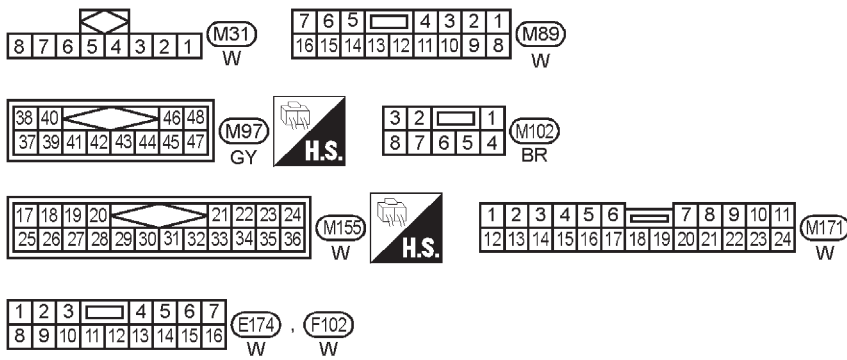 8 7 6 5 4 3 2 1 M31
W
7 6 5 4 3 2 1 M89
16 15 14 13 12 11 10 9 8
W
38 40 46 48 M97
37 39 41 42 43 44 45 47
GY
H.S.
3 2 1 M102
8 7 6 5 4
BR
17 18 19 20 21 22 23 24 M155
25 26 27 28 29 30 31 32 33 34 35 36
W
H.S.
1 2 3 4 5 6 7 8 9 10 11 M171
12 13 14 15 16 17 18 19 20 21 22 23 24
W
1 2 3 4 5 6 7 E174 , F102
8 9 10 11 12 13 14 15 16
W W